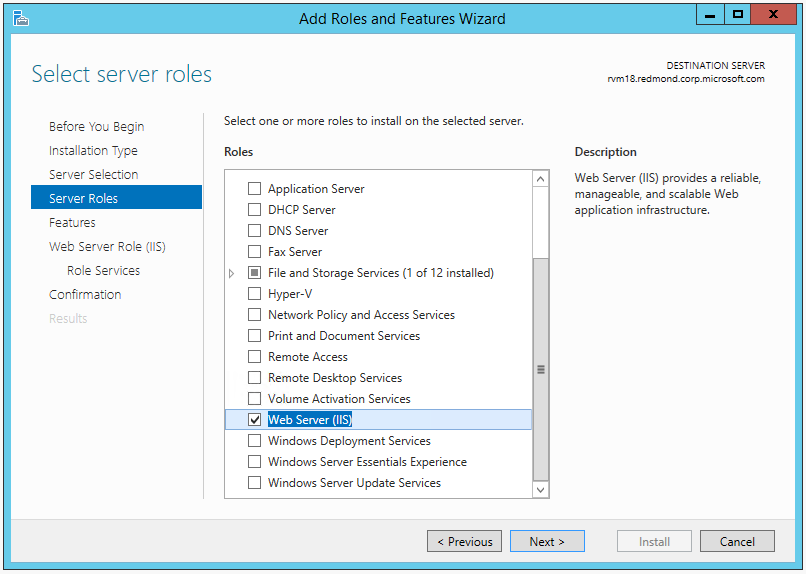 Add Roles and Features Wizard
Select server roles
DESTINATION SERVER
rvm18.redmond.corp.microsoft.com
Before You Begin
Installation Type
Server Selection
Server Roles
Features
Web Server Role (IIS)
Role Services
Confirmation
Results
Select one or more roles to install on the selected server.
Roles
Application Server
DHCP Server
DNS Server
Fax Server
File and Storage Services (1 of 12 installed)
Hyper-V
Network Policy and Access Services
Print and Document Services
Remote Access
Remote Desktop Services
Volume Activation Services
Web Server (IIS)
Windows Deployment Services
Windows Server Essentials Experience
Windows Server Update Services
Description
Web Server (IIS) provides a reliable,
manageable, and scalable Web
application infrastructure.
< Previous
Next >
Install
Cancel